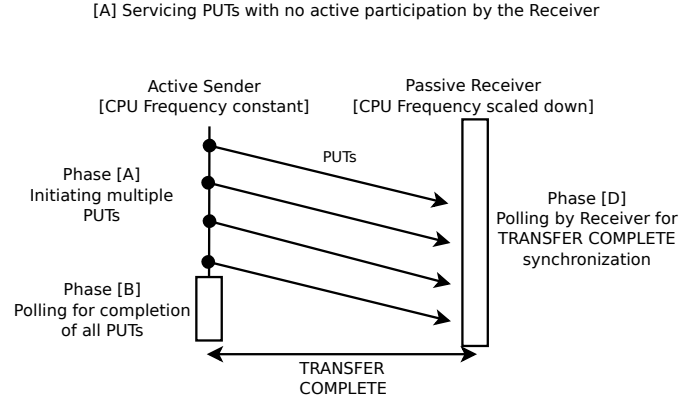 [A] Servicing PUTs with no active participation by the Receiver
Active Sender
[CPU Frequency constant]
Passive Receiver
[CPU Frequency scaled down]
PUTs
Phase [A]
Initiating multiple
PUTs
Phase [D]
Polling by Receiver for
TRANSFER COMPLETE
synchronization
Phase [B]
Polling for completion
of all PUTs
TRANSFER
COMPLETE